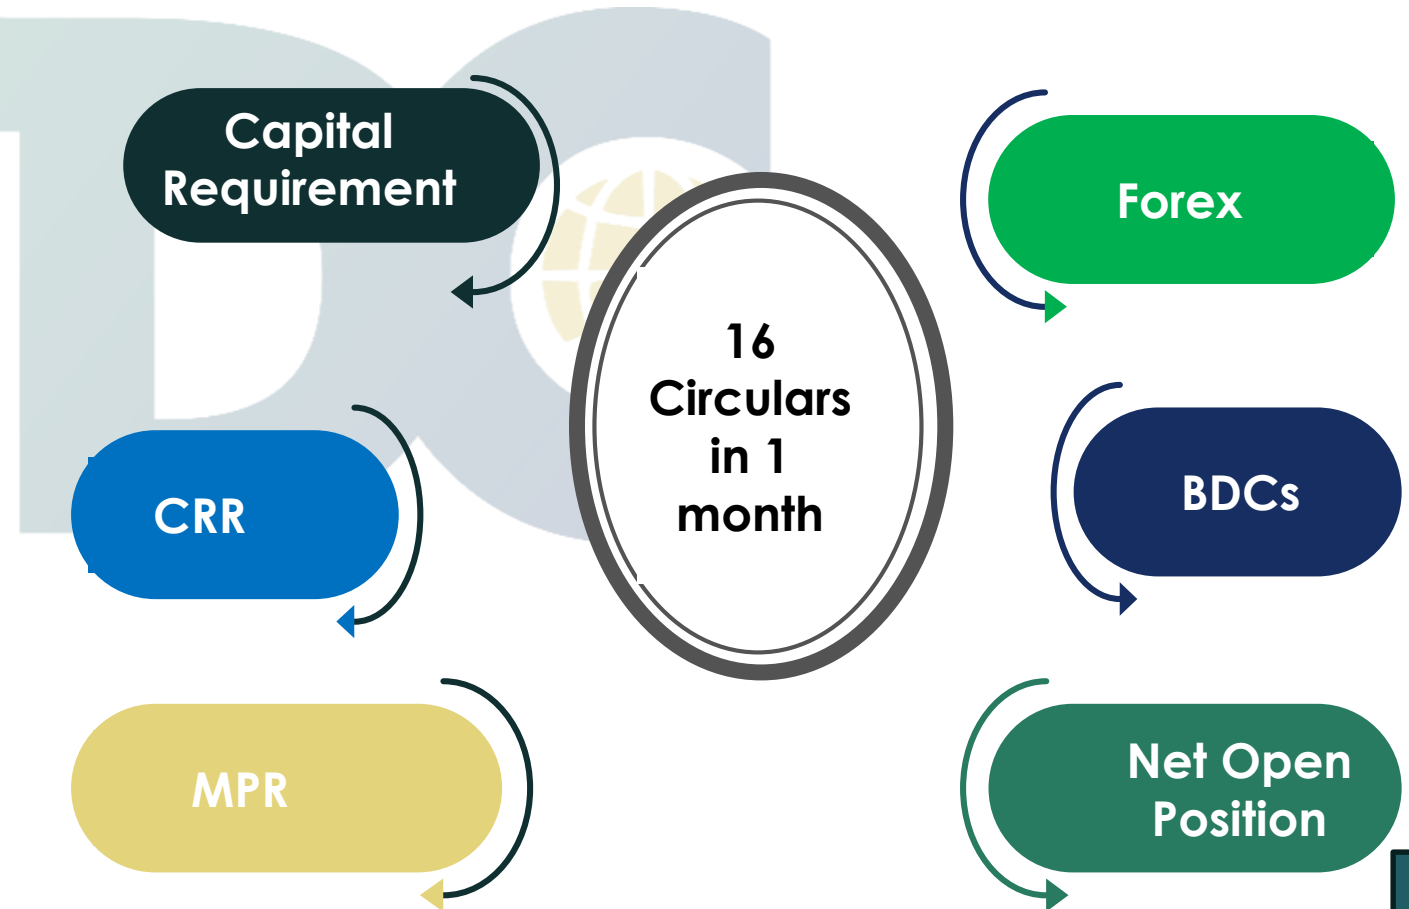 Capital
Requirement
Forex
16
Circulars
in 1
month
CRR
BDCs
MPR
Net Open
Position